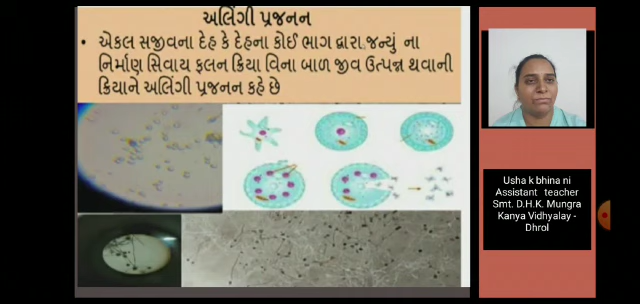 અલિંગી પ્રજનન
• એકલ સજીવના દેહ કે દેહના કોઈ ભાગ દ્વારા જન્યું ના
નિર્માણ સિવાય ફલન ક્રિયા વિના બાળ જીવ ઉત્પન્ન થવાની
ક્રિયાને અલિંગી પ્રજનન કહે છે
Usha k bhina ni
Assistant teacher
Smt. D.H.K. Mungra
Kanya Vidhyalay -
Dhrol